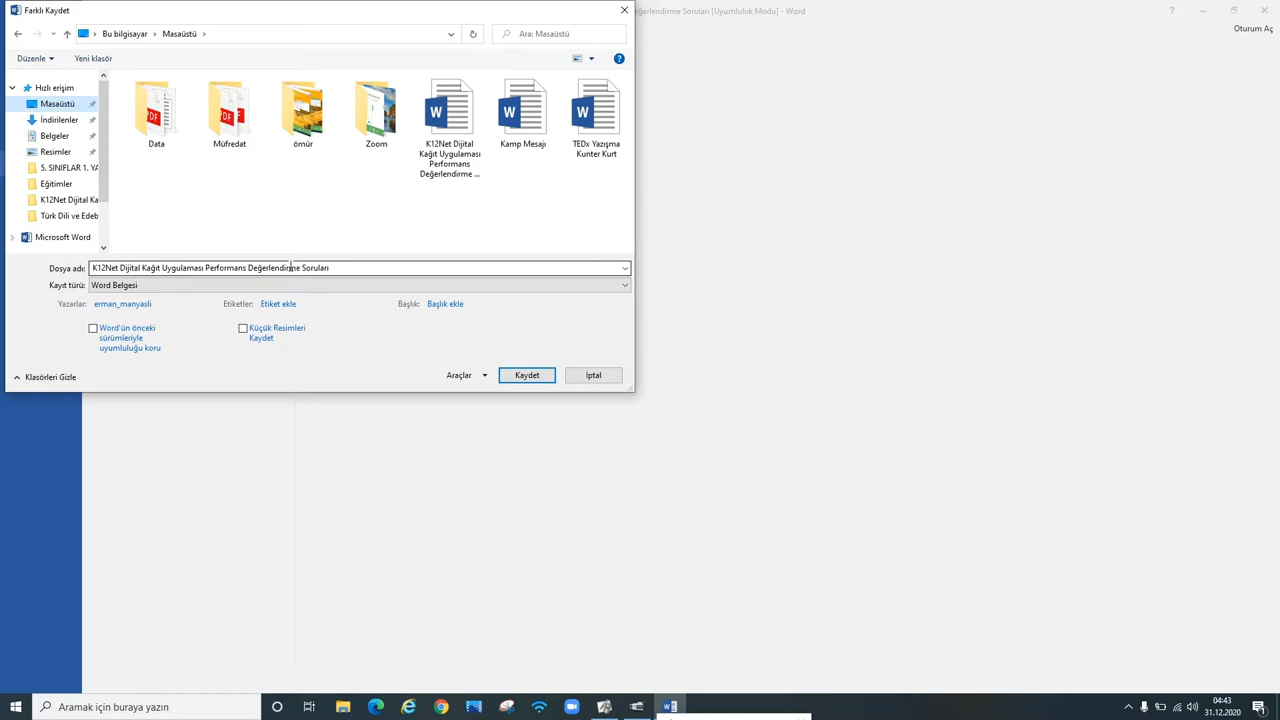 Farklı Kaydet
eğerlendirme Soruları [Uyumluluk Modu] - Word
Oturum Aç
Bu bilgisayar
Masaüstü
Ara: Masaüstü
Düzenle
Yeni klasör
Hızlı erişim
Masaüstü
İndirilenler
Belgeler
Resimler
5. SINIFLAR 1. YA
Eğitimler
K12Net Dijital Ka
Türk Dili ve Edeb
Microsoft Word
Data
Müfredat
ömür
Zoom
K12Net Dijital
Kağıt Uygulaması
Performans
Değerlendirme ...
Kamp Mesajı
TEDx Yazışma
Kunter Kurt
Dosya adı: K12Net Dijital Kağıt Uygulaması Performans Değerlendirme Soruları
Kayıt türü: Word Belgesi
Yazarlar: erman_manyasli
Etiketler: Etiket ekle
Başlık: Başlık ekle
Word'ün önceki
sürümleriyle
uyumluluğu koru
Küçük Resimleri
Kaydet
Klasörleri Gizle
Araçlar
Kaydet
İptal
Aramak için buraya yazın
04:43
31.12.2020